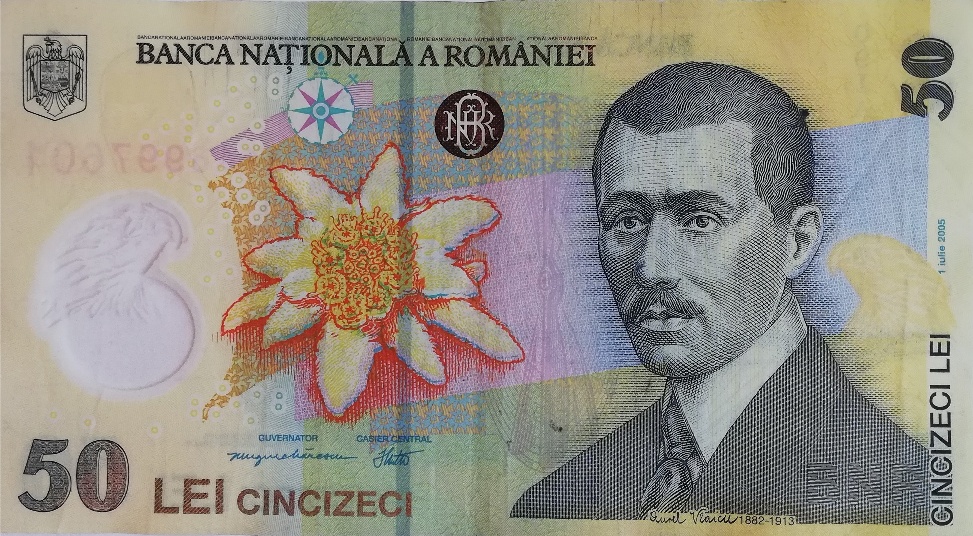 BANCA NAȚIONALĂ A ROMÂNIEI
50
1 iulie 2005
GUVERNATOR
CASIER CENTRAL
50
LEI CINCIZECI
Aurel Vlaicu 1882-1913
CINCIZECI LEI